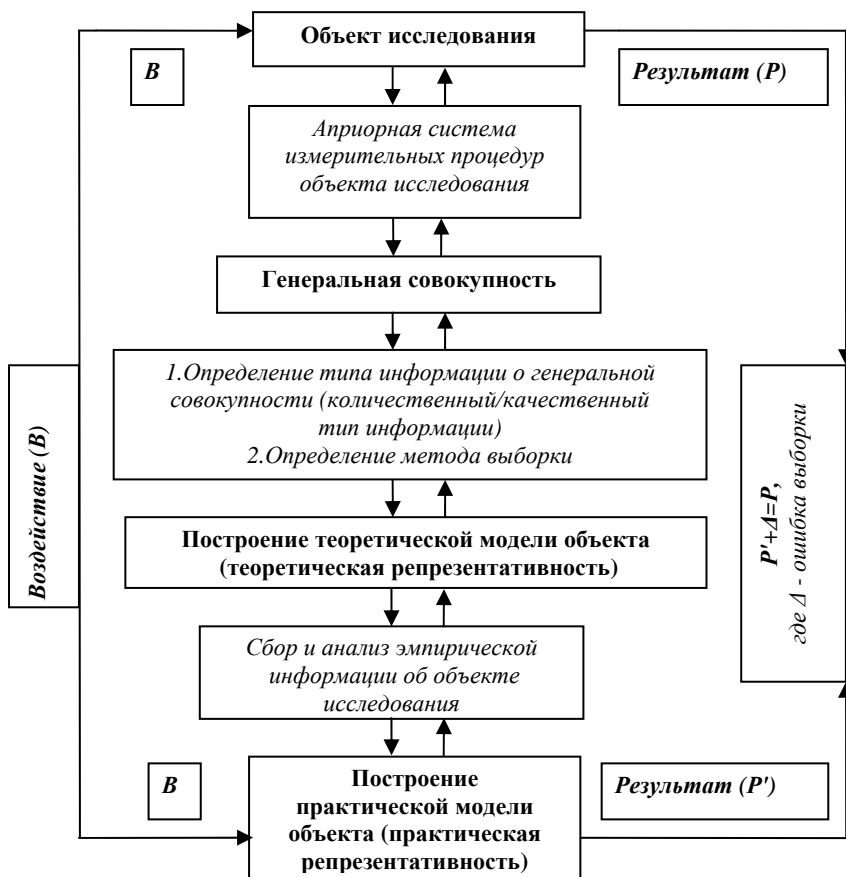 Объект исследования
В
Результат (Р)
Априорная система
измерительных процедур
объекта исследования
Генеральная совокупность
1.Определение типа информации о генеральной
совокупности (количественный/качественный
тип информации)
2.Определение метода выборки
Воздействие (В)
Р'+Δ=Р,
где Δ - ошибка выборки
Построение теоретической модели объекта
(теоретическая репрезентативность)
Сбор и анализ эмпирической
информации об объекте
исследования
В
Результат (Р')
Построение
практической модели
объекта (практическая
репрезентативность)